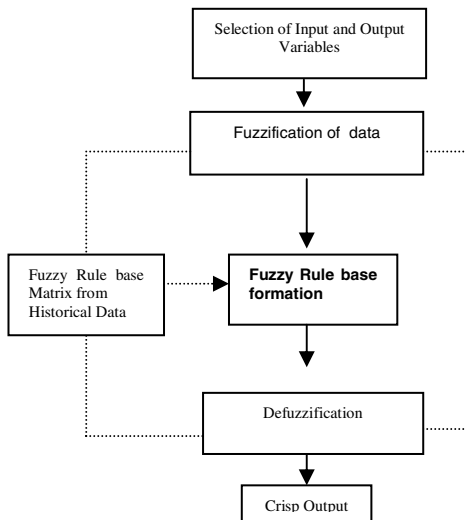 Selection of Input and Output
Variables
Fuzzification of data
Fuzzy Rule base
Matrix from
Historical Data
Fuzzy Rule base
formation
Defuzzification
Crisp Output